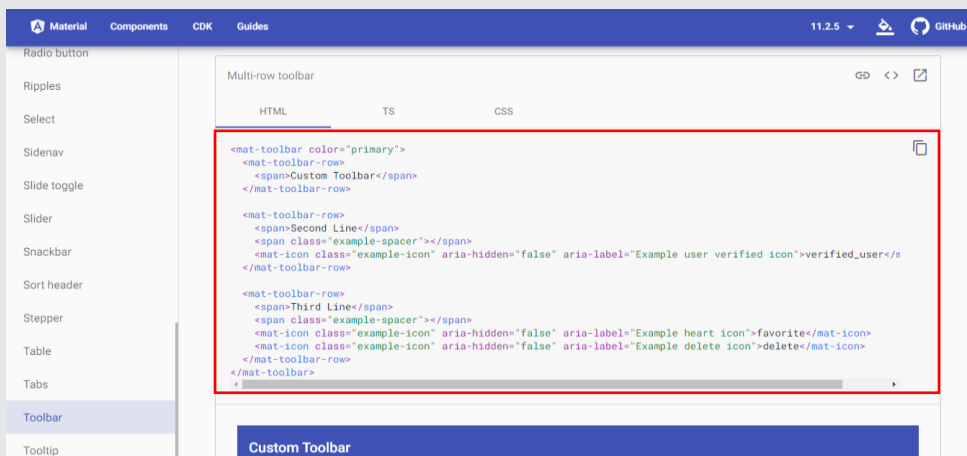 Material Components CDK Guides 11.2.5 GitHub
Radio button
Ripples
Select
Sidenav
Slide toggle
Slider
Snackbar
Sort header
Stepper
Table
Tabs
Toolbar
Tooltip
Multi-row toolbar
HTML TS CSS
<mat-toolbar color="primary">
<mat-toolbar-row>
<span>Custom Toolbar</span>
</mat-toolbar-row>
<mat-toolbar-row>
<span>Second Line</span>
<span class="example-spacer"></span>
<mat-icon class="example-icon" aria-hidden="false" aria-label="Example user verified icon">verified_user</m
</mat-toolbar-row>
<mat-toolbar-row>
<span>Third Line</span>
<span class="example-spacer"></span>
<mat-icon class="example-icon" aria-hidden="false" aria-label="Example heart icon">favorite</mat-icon>
<mat-icon class="example-icon" aria-hidden="false" aria-label="Example delete icon">delete</mat-icon>
</mat-toolbar-row>
</mat-toolbar>
Custom Toolbar